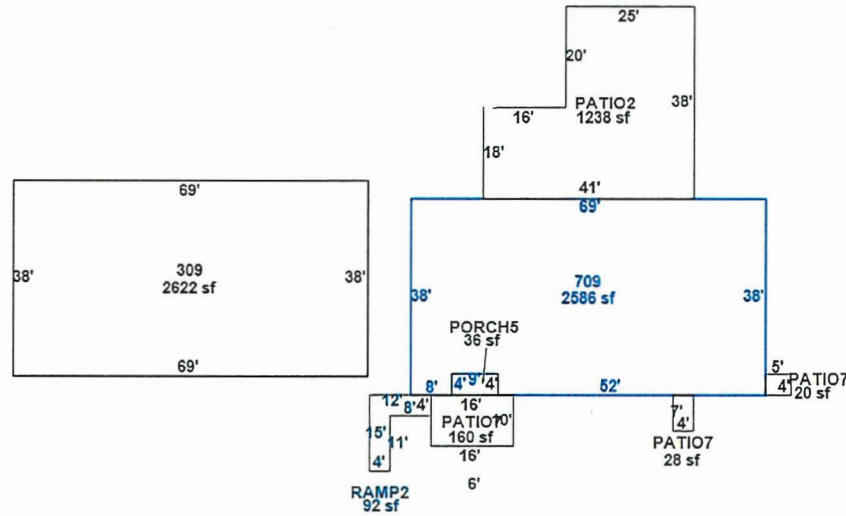 25'
20'
PATIO2
38'
1238 sf
16'
18'
41'
69'
69'
38'
309
38'
2622 sf
69'
38'
709
38'
2586 sf
PORCH5
36 sf
8'
4'
9'
4'
52'
5'
4'
PATIO7
20 sf
12'
8'
4'
16'
15'
11'
4'
PATIO7
10'
160 sf
16'
6'
7'
4'
PATIO7
28 sf
RAMP2
92 sf